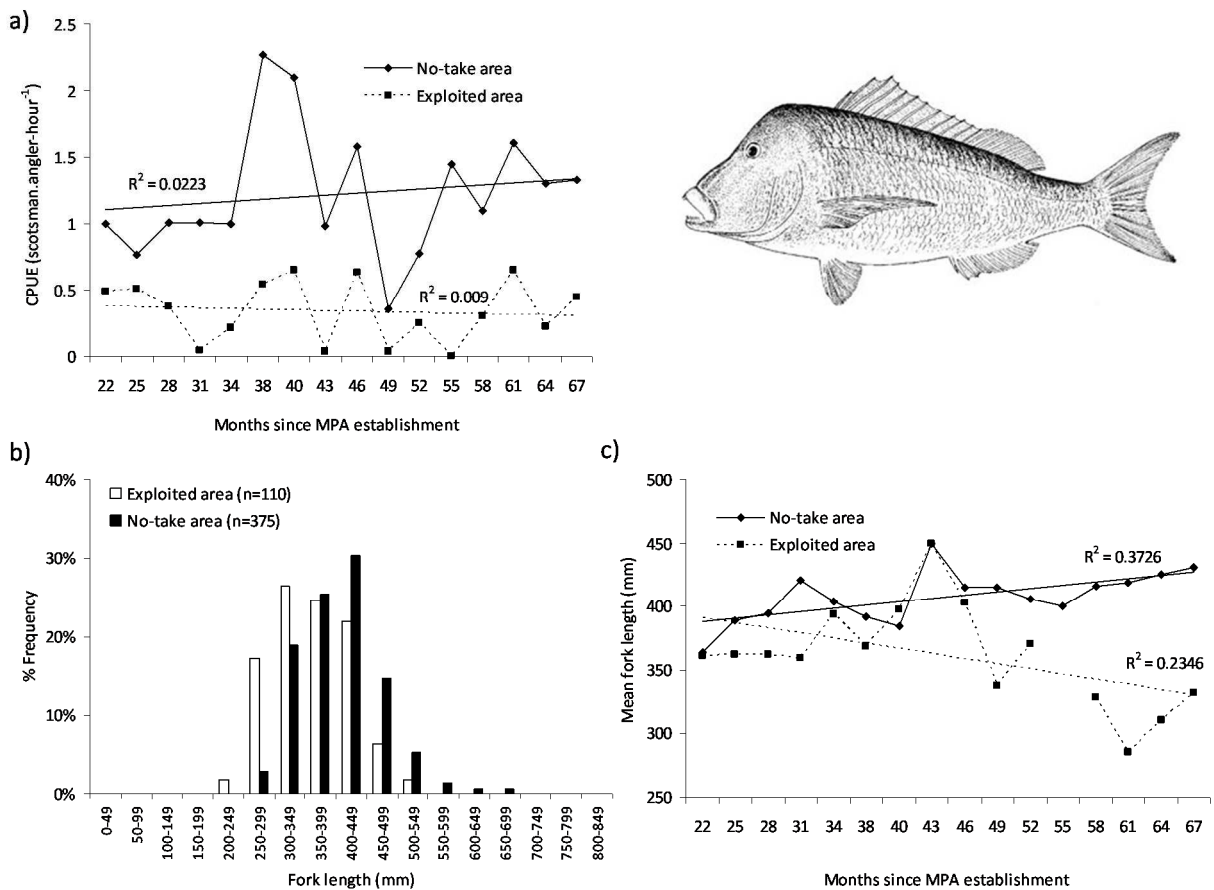 a)
2.5
2
1.5
1
0.5
0
CPUE (scotsman.angler-hour⁻¹)
No-take area
Exploited area
R² = 0.0223
R² = 0.009
22 25 28 31 34 38 40 43 46 49 52 55 58 61 64 67
Months since MPA establishment
b)
40%
30%
20%
10%
0%
% Frequency
Exploited area (n=110)
No-take area (n=375)
0-49
50-99
100-149
150-199
200-249
250-299
300-349
350-399
400-449
450-499
500-549
550-599
600-649
650-699
700-749
750-799
800-849
Fork length (mm)
c)
500
450
400
350
300
250
Mean fork length (mm)
No-take area
Exploited area
R² = 0.3726
R² = 0.2346
22 25 28 31 34 38 40 43 46 49 52 55 58 61 64 67
Months since MPA establishment